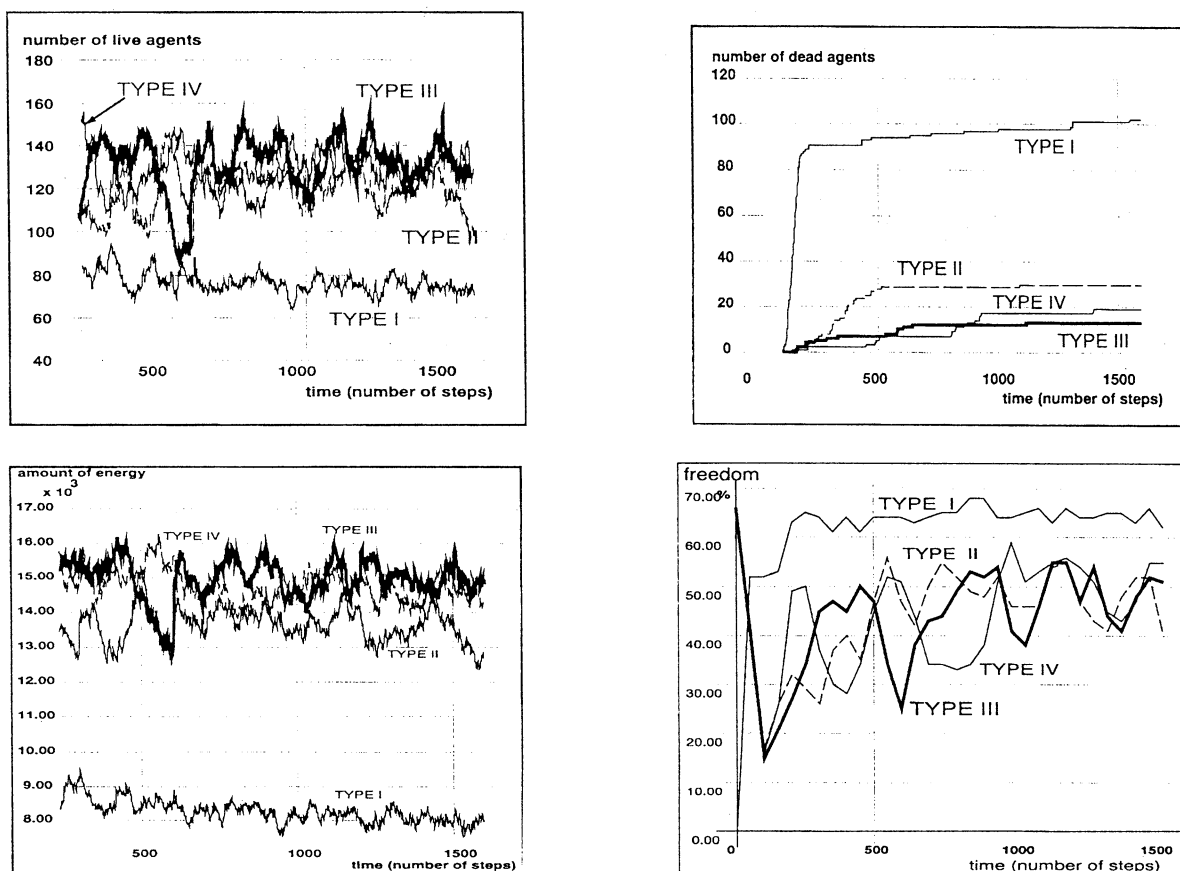 number of live agents
180
160
140
120
100
80
60
40
TYPE IV
TYPE III
TYPE II
TYPE I
500
1000
1500
time (number of steps)
number of dead agents
120
100
80
60
40
20
0
TYPE I
TYPE II
TYPE IV
TYPE III
0
500
1000
1500
time (number of steps)
amount of energy
x 10³
17.00
16.00
15.00
14.00
13.00
12.00
11.00
10.00
9.00
8.00
TYPE IV
TYPE III
TYPE II
TYPE I
500
1000
1500
time (number of steps)
freedom
70.00
%
60.00
50.00
40.00
30.00
20.00
10.00
0.00
TYPE I
TYPE II
TYPE IV
TYPE III
0
500
1000
1500
time (number of steps)